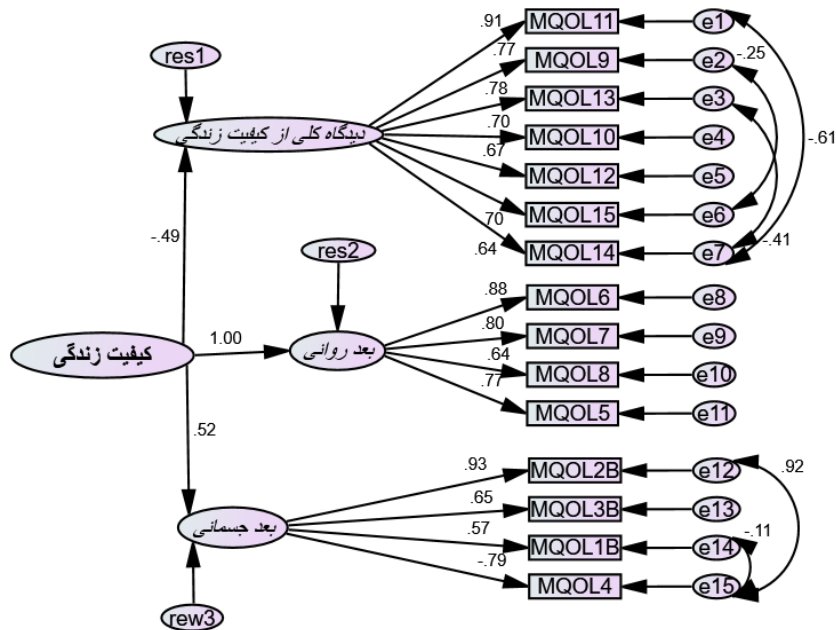 res1
دیدگاه کلی از کیفیت زندگی
-.49
کیفیت زندگی
1.00
.52
res2
بعد روانی
بعد جسمانی
rew3
.91
.77
.78
.70
.67
.70
.64
MQOL11
MQOL9
MQOL13
MQOL10
MQOL12
MQOL15
MQOL14
e1
e2
e3
e4
e5
e6
e7
-.25
-.61
-.41
.88
.80
.64
.77
MQOL6
MQOL7
MQOL8
MQOL5
e8
e9
e10
e11
.93
.65
.57
-.79
MQOL2B
MQOL3B
MQOL1B
MQOL4
e12
e13
e14
e15
.92
-.11